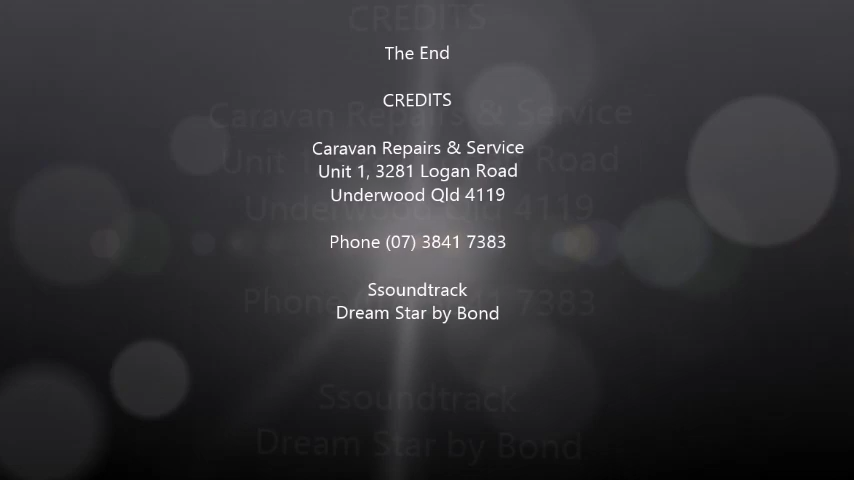 The End
CREDITS
Caravan Repairs & Service
Unit 1, 3281 Logan Road
Underwood Qld 4119
Phone (07) 3841 7383
Ssoundtrack
Dream Star by Bond